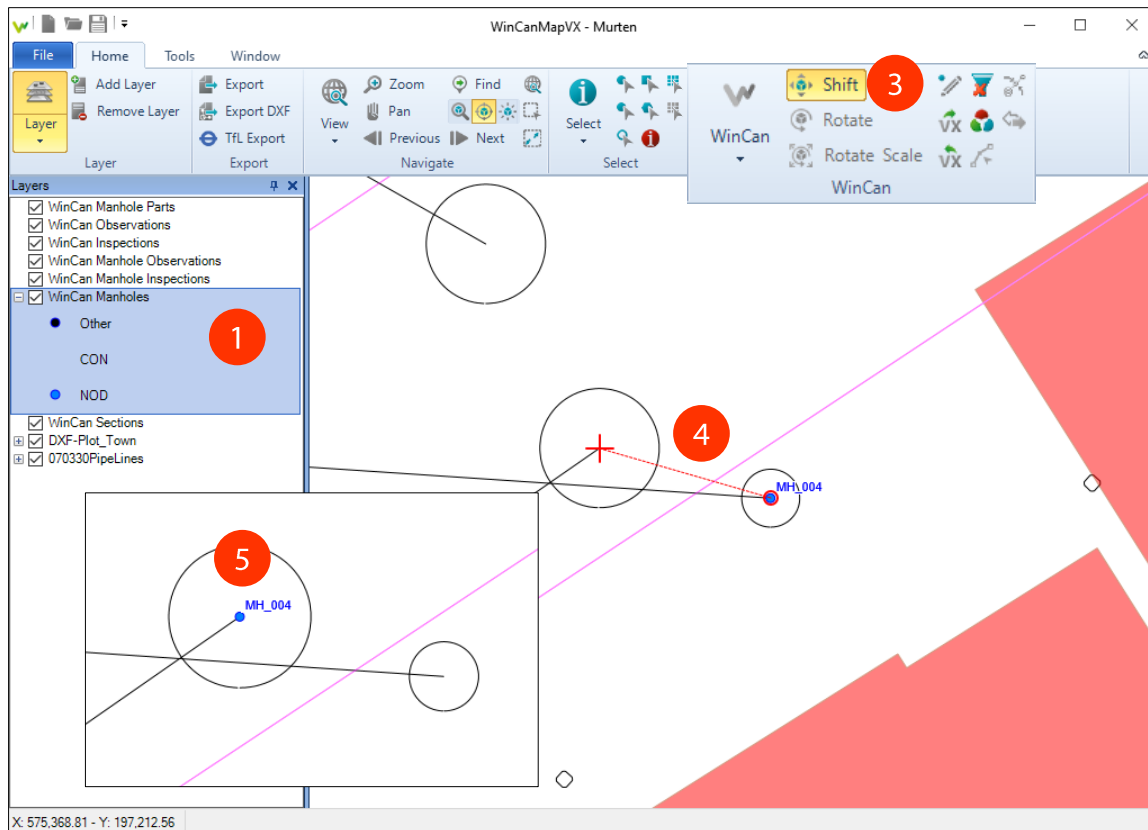 WinCanMapVX - Murten
File Home Tools Window
Layer
Add Layer
Remove Layer
Layer
Export
Export DXF
TfL Export
Export
View
Zoom
Pan
Previous
Find
Next
Navigate
Select
Select
WinCan
Shift
3
Rotate
Rotate Scale
VX
VX
WinCan
Layers
WinCan Manhole Parts
WinCan Observations
WinCan Inspections
WinCan Manhole Observations
WinCan Manhole Inspections
WinCan Manholes
Other
1
CON
NOD
WinCan Sections
DXF-Plot_Town
070330PipeLines
4
MH_004
5
MH_004
X: 575,368.81 - Y: 197,212.56